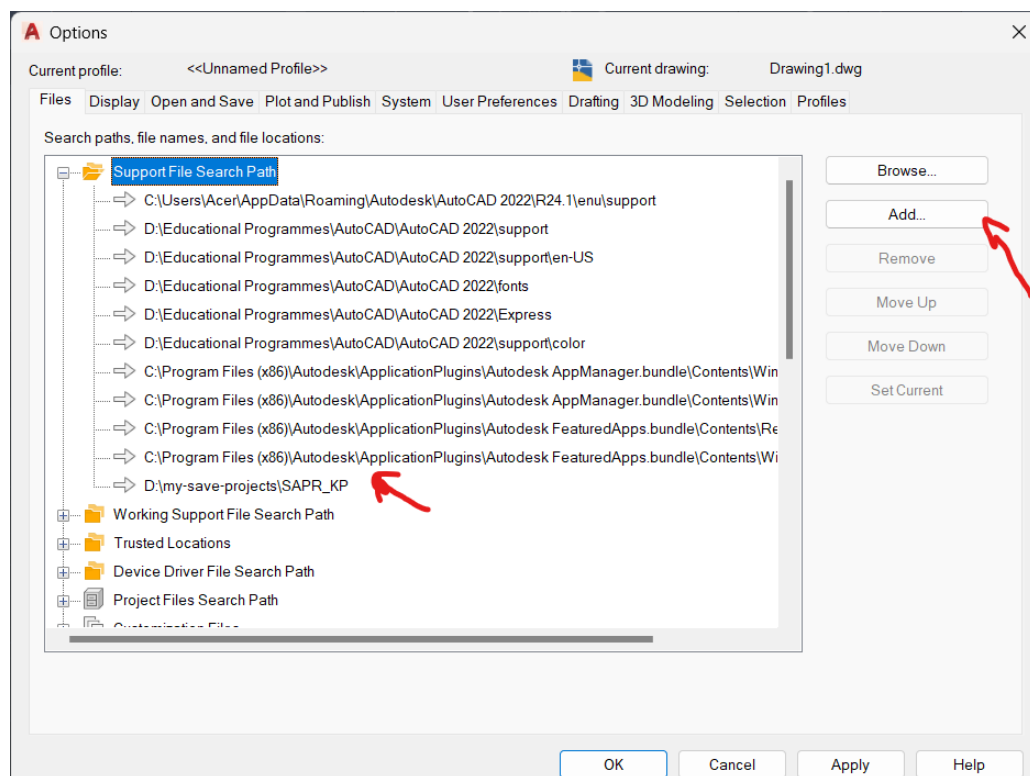 Options
Current profile: <<Unnamed Profile>> Current drawing: Drawing1.dwg
Files Display Open and Save Plot and Publish System User Preferences Drafting 3D Modeling Selection Profiles
Search paths, file names, and file locations:
Support File Search Path
C:\Users\Acer\AppData\Roaming\Autodesk\AutoCAD 2022\R24.1\enu\support
D:\Educational Programmes\AutoCAD\AutoCAD 2022\support
D:\Educational Programmes\AutoCAD\AutoCAD 2022\support\en-US
D:\Educational Programmes\AutoCAD\AutoCAD 2022\fonts
D:\Educational Programmes\AutoCAD\AutoCAD 2022\Express
D:\Educational Programmes\AutoCAD\AutoCAD 2022\support\color
C:\Program Files (x86)\Autodesk\ApplicationPlugins\Autodesk AppManager.bundle\Contents\Win
C:\Program Files (x86)\Autodesk\ApplicationPlugins\Autodesk AppManager.bundle\Contents\Win
C:\Program Files (x86)\Autodesk\ApplicationPlugins\Autodesk FeaturedApps.bundle\Contents\Re
C:\Program Files (x86)\Autodesk\ApplicationPlugins\Autodesk FeaturedApps.bundle\Contents\Wi
D:\my-save-projects\SAPR_KP
Working Support File Search Path
Trusted Locations
Device Driver File Search Path
Project Files Search Path
Customization Files
Browse...
Add...
Remove
Move Up
Move Down
Set Current
OK Cancel Apply Help